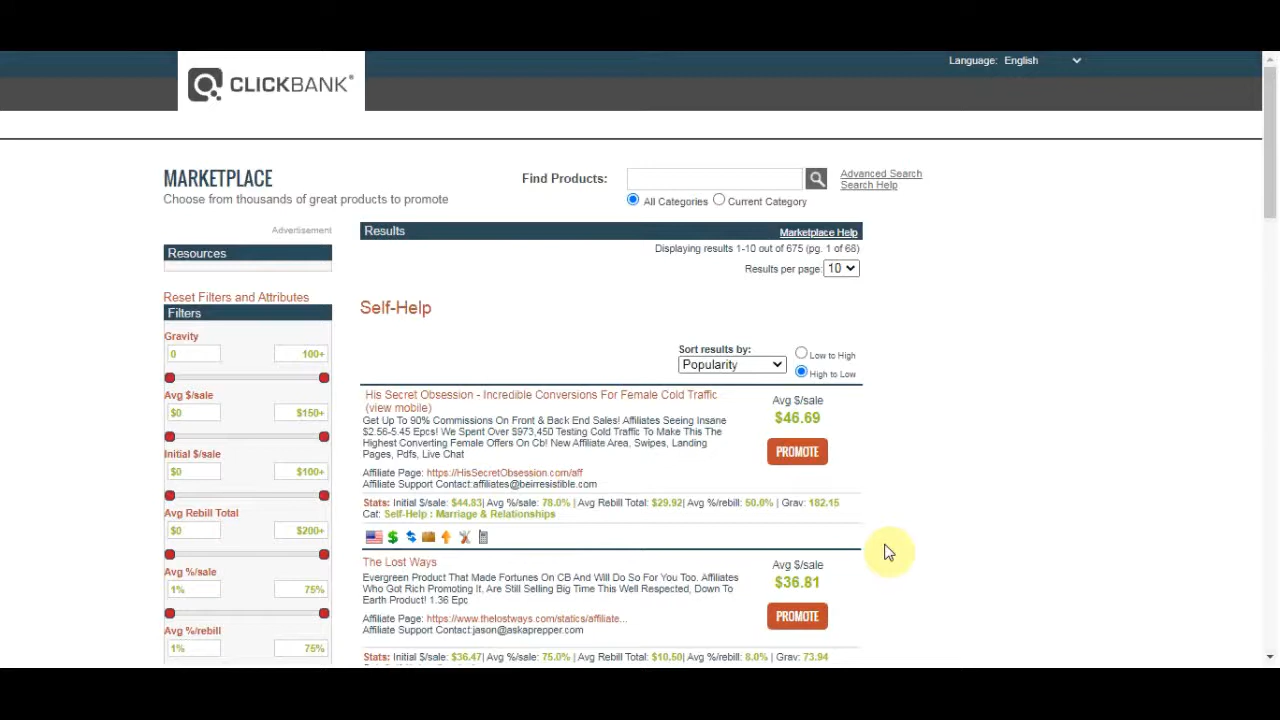 Language: English
CLICKBANK®
MARKETPLACE
Choose from thousands of great products to promote
Find Products:
Advanced Search
Search Help
All Categories Current Category
Advertisement
Resources
Reset Filters and Attributes
Filters
Gravity
0 100+
Avg $/sale
$0 $150+
Initial $/sale
$0 $100+
Avg Rebill Total
$0 $200+
Avg %/sale
1% 75%
Avg %/rebill
1% 75%
Results Marketplace Help
Displaying results 1-10 out of 675 (pg. 1 of 68)
Results per page: 10
Self-Help
Sort results by:
Popularity
Low to High
High to Low
His Secret Obsession - Incredible Conversions For Female Cold Traffic
(view mobile)
Get Up To 90% Commissions On Front & Back End Sales! Affiliates Seeing Insane
$2.56-5.45 Epcs! We Spent Over $973,450 Testing Cold Traffic To Make This The
Highest Converting Female Offers On Cb! New Affiliate Area, Swipes, Landing
Pages, Pdfs, Live Chat
Affiliate Page: https://HisSecretObsession.com/aff
Affiliate Support Contact:affiliates@beirresistible.com
Avg $/sale
$46.69
PROMOTE
Stats: Initial $/sale: $44.83| Avg %/sale: 78.0%| Avg Rebill Total: $29.92| Avg %/rebill: 50.0% | Grav: 182.15
Cat: Self-Help : Marriage & Relationships
The Lost Ways
Evergreen Product That Made Fortunes On CB And Will Do So For You Too. Affiliates
Who Got Rich Promoting It, Are Still Selling Big Time This Well Respected, Down To
Earth Product! 1.36 Epc
Affiliate Page: https://www.thelostways.com/statics/affiliate...
Affiliate Support Contact:jason@askaprepper.com
Avg $/sale
$36.81
PROMOTE
Stats: Initial $/sale: $36.47| Avg %/sale: 75.0%| Avg Rebill Total: $10.50| Avg %/rebill: 8.0% | Grav: 73.94